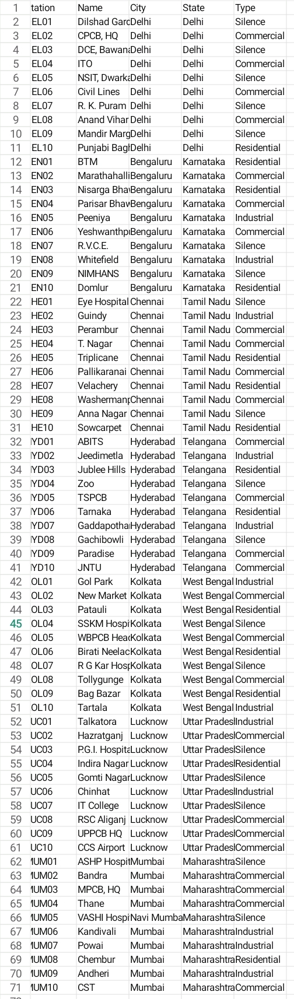 1 tation Name City State Type
2 EL01 Dilshad Gard Delhi Delhi Silence
3 EL02 CPCB, HQ Delhi Delhi Commercial
4 EL03 DCE, Bawana Delhi Delhi Silence
5 EL04 ITO Delhi Delhi Commercial
6 EL05 NSIT, Dwarka Delhi Delhi Silence
7 EL06 Civil Lines Delhi Delhi Commercial
8 EL07 R. K. Puram Delhi Delhi Silence
9 EL08 Anand Vihar Delhi Delhi Commercial
10 EL09 Mandir Marg Delhi Delhi Silence
11 EL10 Punjabi Bagh Delhi Delhi Residential
12 EN01 BTM Bengaluru Karnataka Residential
13 EN02 Marathahalli Bengaluru Karnataka Commercial
14 EN03 Nisarga Bhav Bengaluru Karnataka Residential
15 EN04 Parisar Bhaw Bengaluru Karnataka Commercial
16 EN05 Peeniya Bengaluru Karnataka Industrial
17 EN06 Yeshwanthpu Bengaluru Karnataka Commercial
18 EN07 R.V.C.E. Bengaluru Karnataka Silence
19 EN08 Whitefield Bengaluru Karnataka Industrial
20 EN09 NIMHANS Bengaluru Karnataka Silence
21 EN10 Domlur Bengaluru Karnataka Residential
22 HE01 Eye Hospital Chennai Tamil Nadu Silence
23 HE02 Guindy Chennai Tamil Nadu Industrial
24 HE03 Perambur Chennai Tamil Nadu Commercial
25 HE04 T. Nagar Chennai Tamil Nadu Commercial
26 HE05 Triplicane Chennai Tamil Nadu Residential
27 HE06 Pallikaranai Chennai Tamil Nadu Commercial
28 HE07 Velachery Chennai Tamil Nadu Residential
29 HE08 Washermanp Chennai Tamil Nadu Commercial
30 HE09 Anna Nagar Chennai Tamil Nadu Silence
31 HE10 Sowcarpet Chennai Tamil Nadu Residential
32 YD01 ABITS Hyderabad Telangana Commercial
33 YD02 Jeedimetla Hyderabad Telangana Industrial
34 YD03 Jublee Hills Hyderabad Telangana Residential
35 YD04 Zoo Hyderabad Telangana Silence
36 YD05 TSPCB Hyderabad Telangana Commercial
37 YD06 Tarnaka Hyderabad Telangana Residential
38 YD07 Gaddapothar Hyderabad Telangana Industrial
39 YD08 Gachibowli Hyderabad Telangana Silence
40 YD09 Paradise Hyderabad Telangana Commercial
41 YD10 JNTU Hyderabad Telangana Commercial
42 OL01 Gol Park Kolkata West Bengal Industrial
43 OL02 New Market Kolkata West Bengal Commercial
44 OL03 Patauli Kolkata West Bengal Residential
45 OL04 SSKM Hospi Kolkata West Bengal Silence
46 OL05 WBPCB Head Kolkata West Bengal Commercial
47 OL06 Birati Neelac Kolkata West Bengal Residential
48 OL07 R G Kar Hosp Kolkata West Bengal Silence
49 OL08 Tollygunge Kolkata West Bengal Commercial
50 OL09 Bag Bazar Kolkata West Bengal Residential
51 OL10 Tartala Kolkata West Bengal Industrial
52 UC01 Talkatora Lucknow Uttar Prades Industrial
53 UC02 Hazratganj Lucknow Uttar Prades Commercial
54 UC03 P.G.I. Hospita Lucknow Uttar Prades Silence
55 UC04 Indira Nagar Lucknow Uttar Prades Residential
56 UC05 Gomti Nagar Lucknow Uttar Prades Silence
57 UC06 Chinhat Lucknow Uttar Prades Industrial
58 UC07 IT College Lucknow Uttar Prades Silence
59 UC08 RSC Aliganj Lucknow Uttar Prades Commercial
60 UC09 UPPCB HQ Lucknow Uttar Prades Commercial
61 UC10 CCS Airport Lucknow Uttar Prades Commercial
62 MUM01 ASHP Hospit Mumbai Maharashtra Silence
63 MUM02 Bandra Mumbai Maharashtra Commercial
64 MUM03 MPCB, HQ Mumbai Maharashtra Commercial
65 MUM04 Thane Mumbai Maharashtra Commercial
66 MUM05 VASHI Hospi Navi Mumba Maharashtra Silence
67 MUM06 Kandivali Mumbai Maharashtra Industrial
68 MUM07 Powai Mumbai Maharashtra Industrial
69 MUM08 Chembur Mumbai Maharashtra Residential
70 MUM09 Andheri Mumbai Maharashtra Industrial
71 MUM10 CST Mumbai Maharashtra Commercial